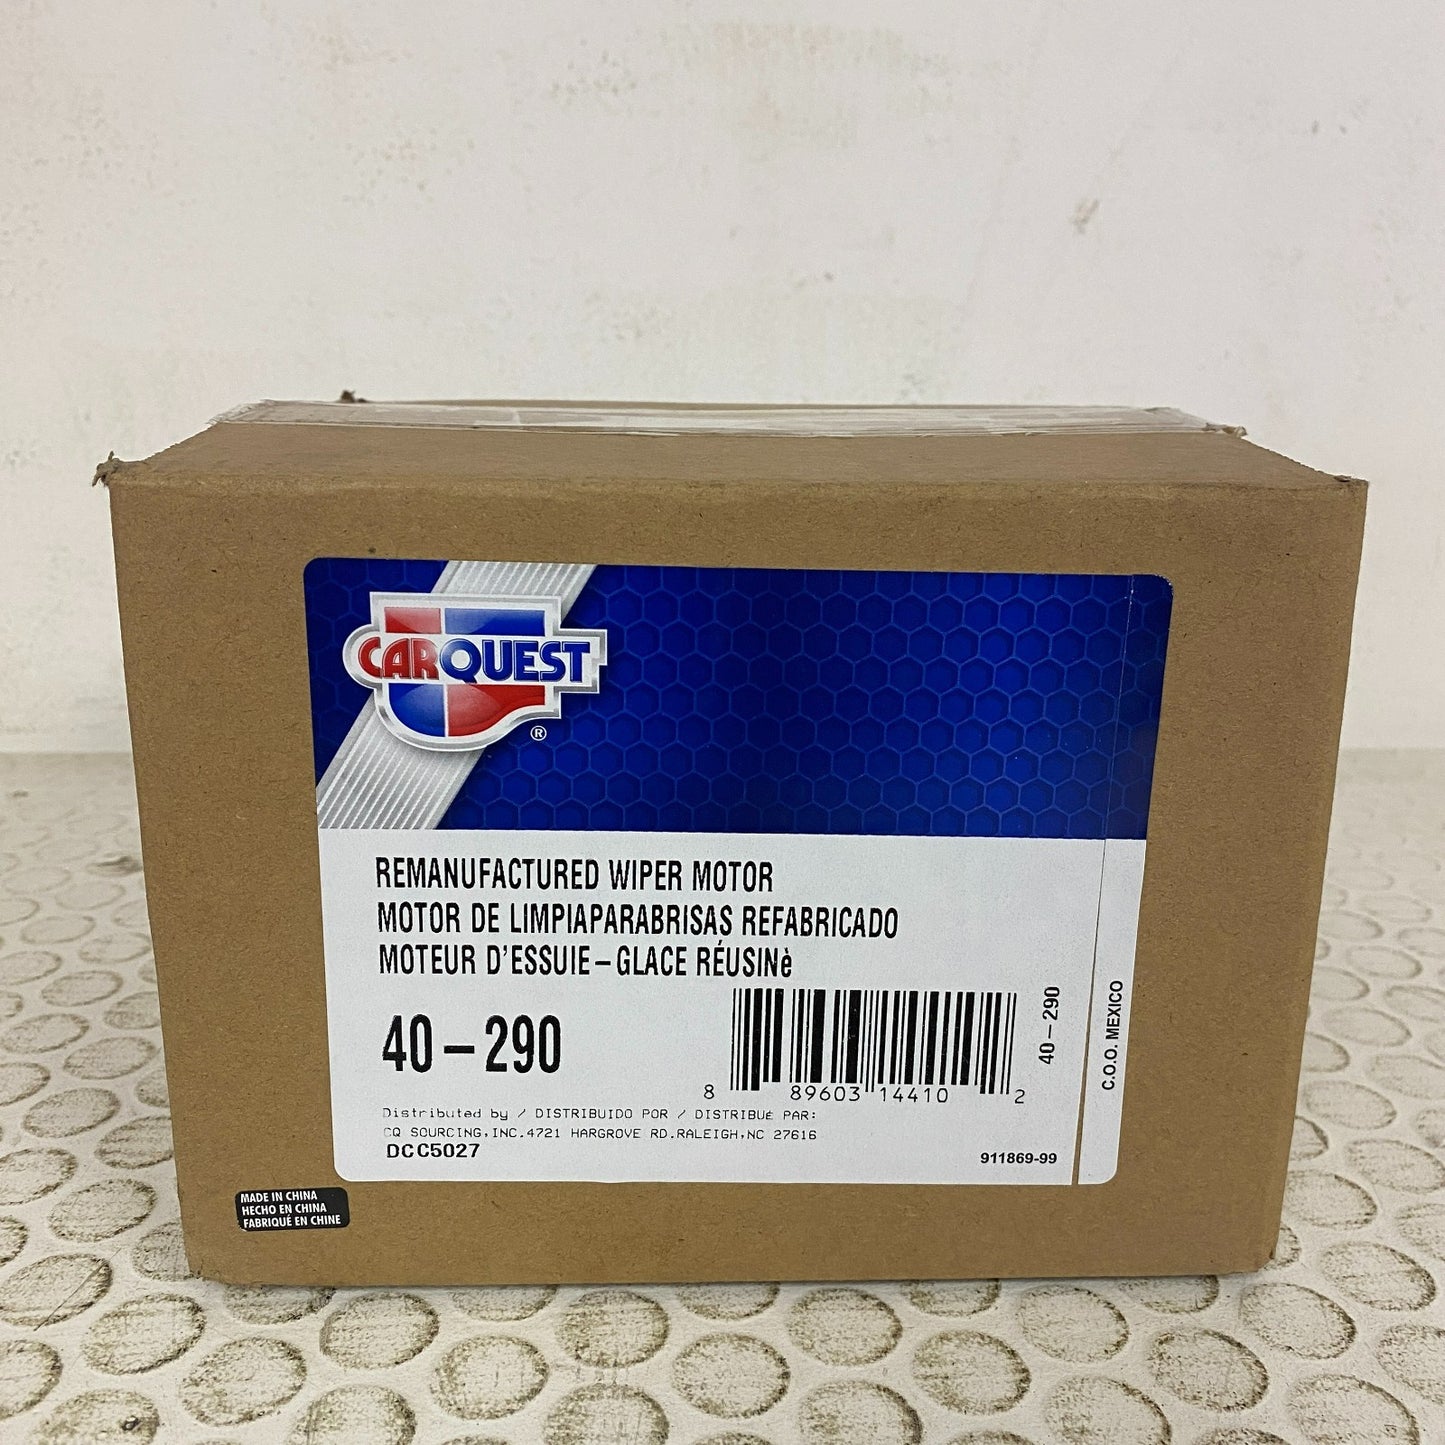 CARQUEST
®
REMANUFACTURED WIPER MOTOR
MOTOR DE LIMPIAPARABRISAS REFABRICADO
MOTEUR D'ESSUIE-GLACE RÉUSINè
40-290
8 89603 14410 2
40-290
C.O.O. MEXICO
Distributed by / DISTRIBUIDO POR / DISTRIBUÉ PAR:
CQ SOURCING,INC.4721 HARGROVE RD.RALEIGH,NC 27616
DCC5027
911869-99
MADE IN CHINA
HECHO EN CHINA
FABRIQUÉ EN CHINE